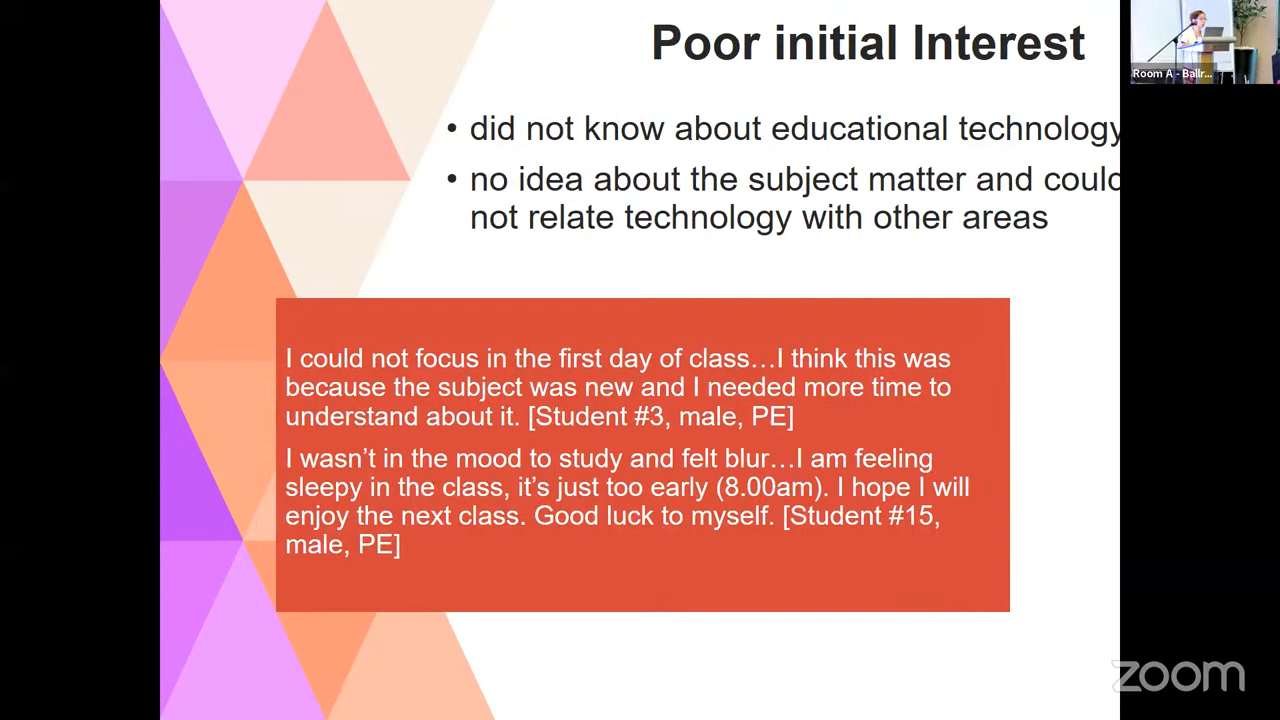 Poor initial Interest
• did not know about educational technology
• no idea about the subject matter and could
not relate technology with other areas
I could not focus in the first day of class…I think this was
because the subject was new and I needed more time to
understand about it. [Student #3, male, PE]
I wasn’t in the mood to study and felt blur…I am feeling
sleepy in the class, it’s just too early (8.00am). I hope I will
enjoy the next class. Good luck to myself. [Student #15,
male, PE]
Room A - Ballr...
zoom